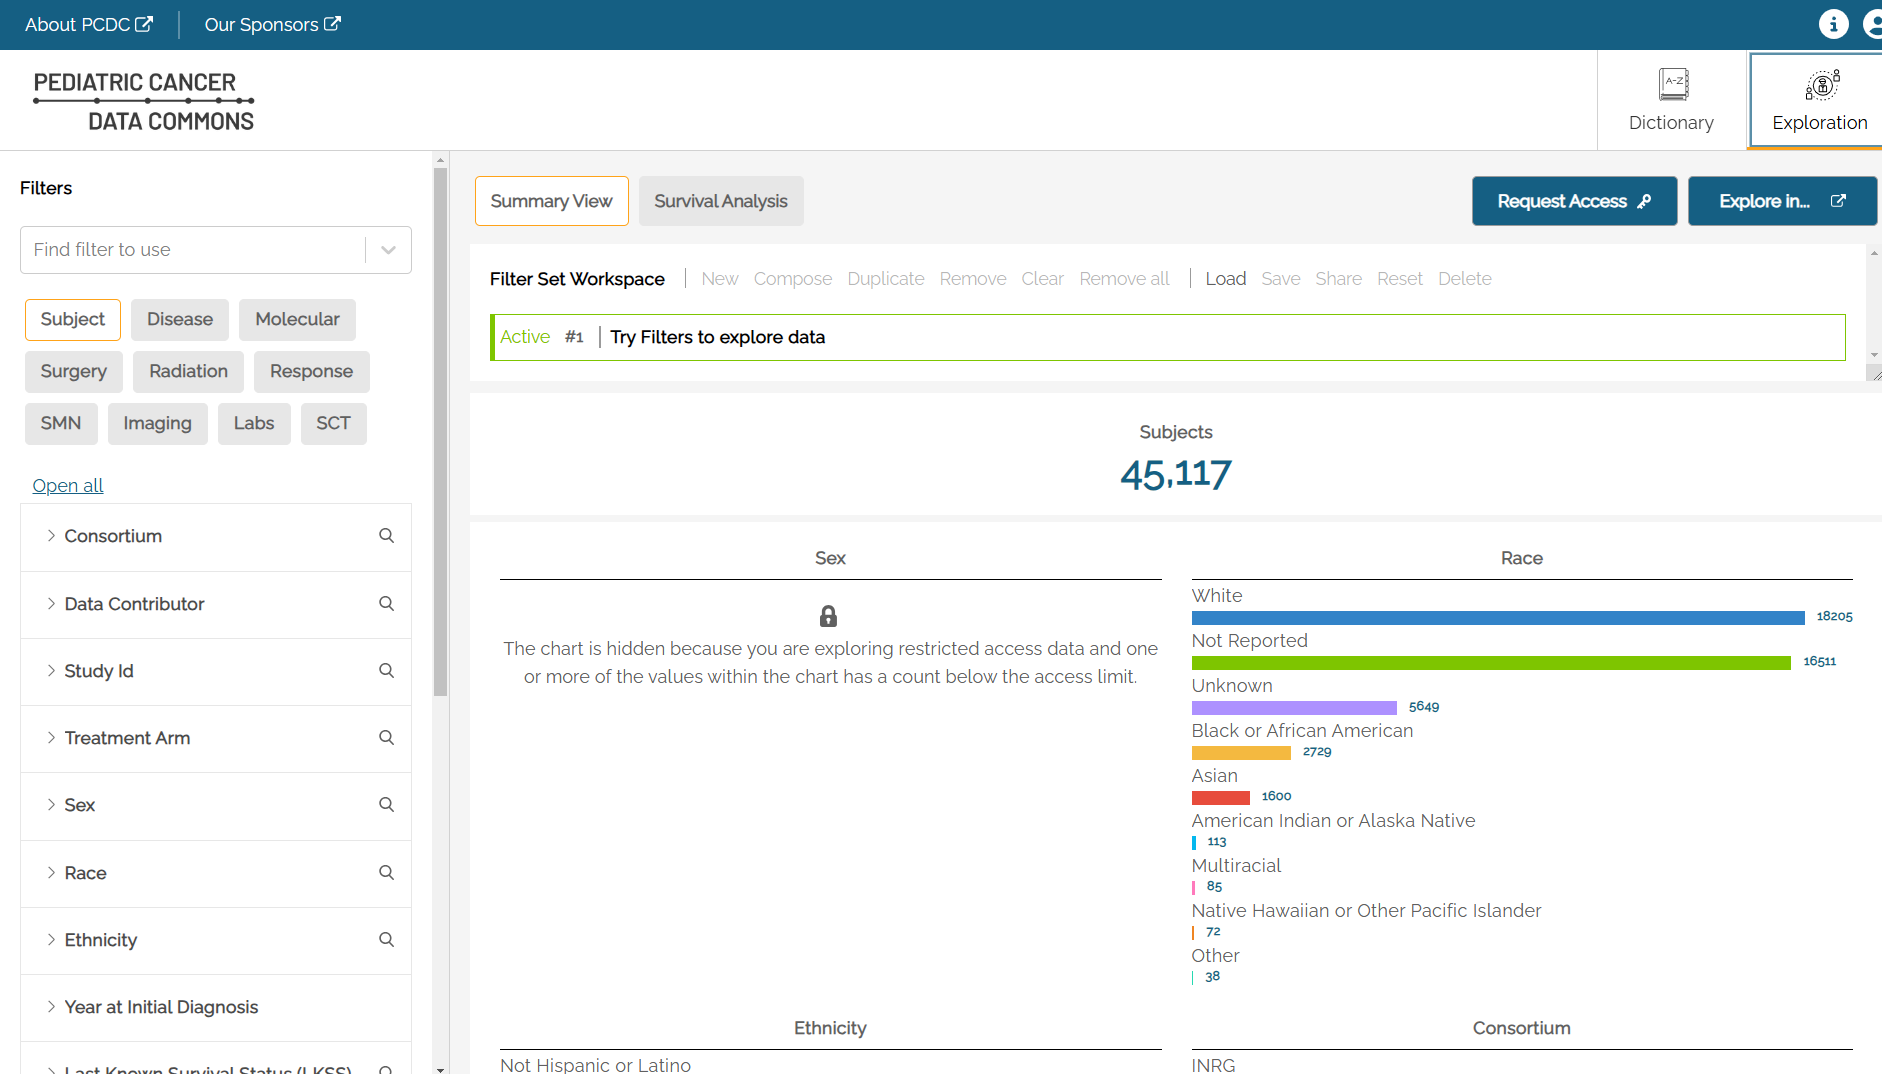 About PCDC
Our Sponsors
PEDIATRIC CANCER
DATA COMMONS
A-Z
Dictionary
Exploration
Filters
Find filter to use
Subject
Disease
Molecular
Surgery
Radiation
Response
SMN
Imaging
Labs
SCT
Open all
Consortium
Data Contributor
Study Id
Treatment Arm
Sex
Race
Ethnicity
Year at Initial Diagnosis
Last Known Survival Status (LKSS)
Summary View
Survival Analysis
Request Access
Explore in...
Filter Set Workspace
New
Compose
Duplicate
Remove
Clear
Remove all
Load
Save
Share
Reset
Delete
Active #1 Try Filters to explore data
Subjects
45,117
Sex
The chart is hidden because you are exploring restricted access data and one
or more of the values within the chart has a count below the access limit.
Race
White
18205
Not Reported
16511
Unknown
5649
Black or African American
2729
Asian
1600
American Indian or Alaska Native
113
Multiracial
85
Native Hawaiian or Other Pacific Islander
72
Other
38
Ethnicity
Not Hispanic or Latino
Consortium
INRG